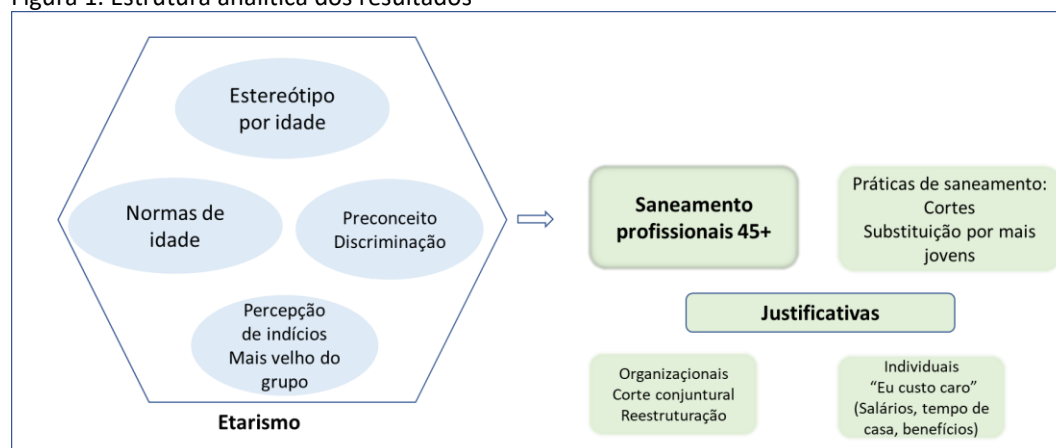 Figura 1: Estrutura analítica dos resultados
Estereótipo
por idade
Normas de
idade
Preconceito
Discriminação
Percepção
de indícios
Mais velho do
grupo
Etarismo
Saneamento
profissionais 45+
Práticas de saneamento:
Cortes
Substituição por mais
jovens
Justificativas
Organizacionais
Corte conjuntural
Reestruturação
Individuais
“Eu custo caro”
(Salários, tempo de
casa, benefícios)